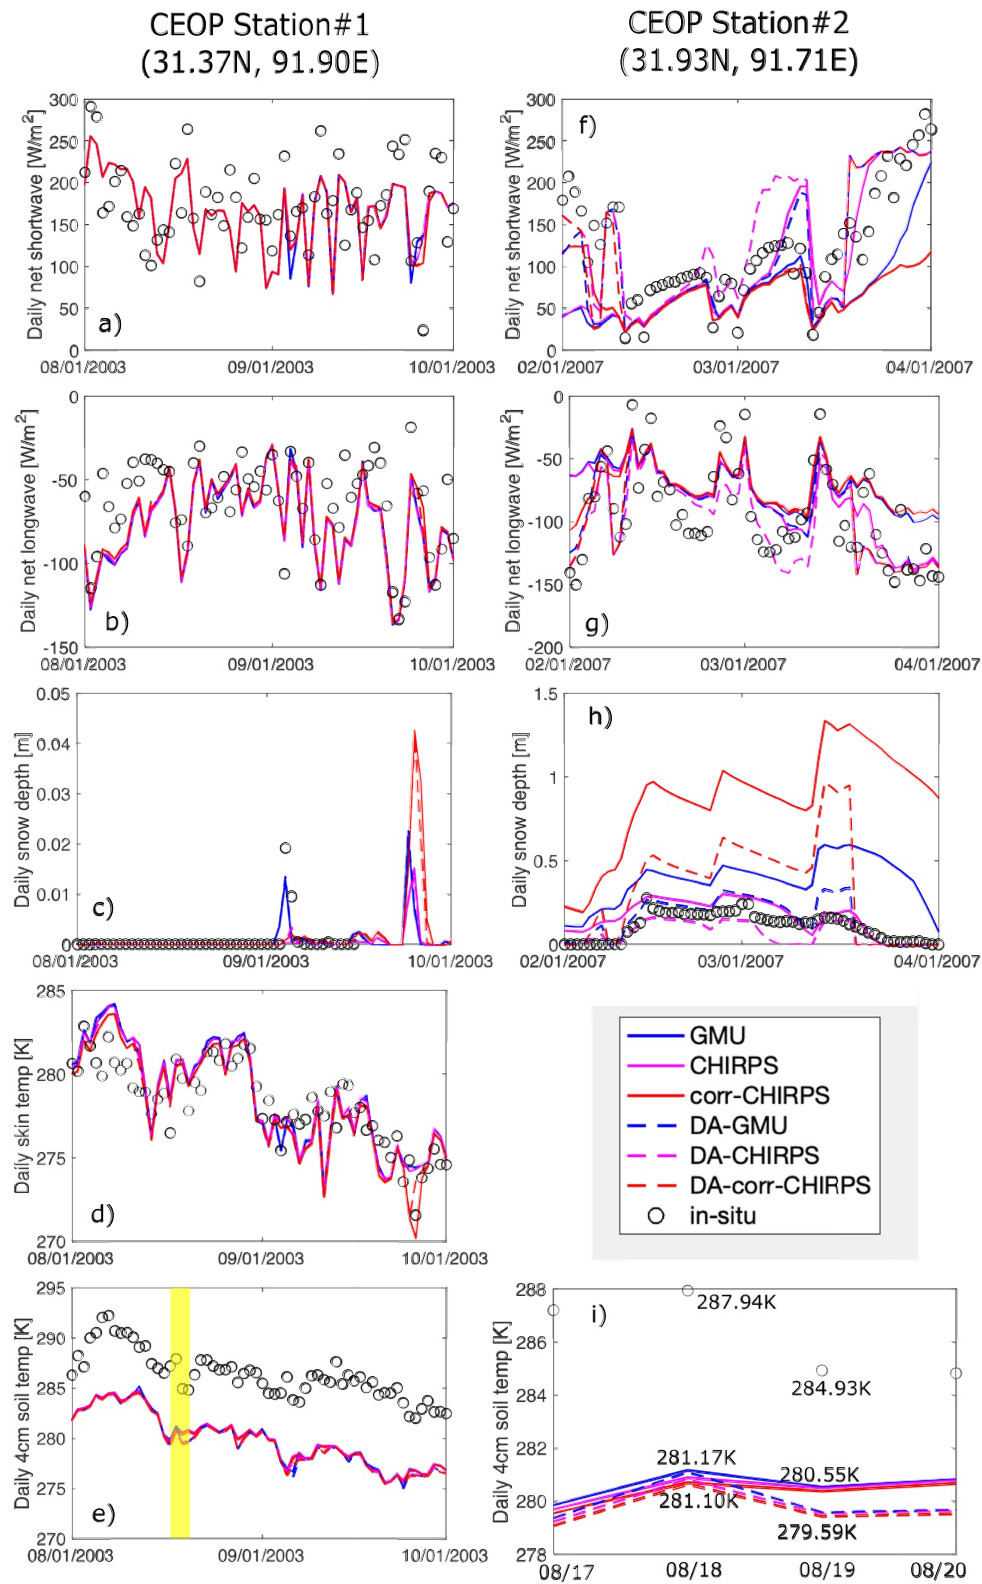 CEOP Station#1
(31.37N, 91.90E)
CEOP Station#2
(31.93N, 91.71E)
Daily net shortwave [W/m²]
300
250
200
150
100
50
0
a)
08/01/2003
09/01/2003
10/01/2003
Daily net shortwave [W/m²]
300
250
200
150
100
50
0
f)
02/01/2007
03/01/2007
04/01/2007
Daily net longwave [W/m²]
0
-50
-100
-150
b)
08/01/2003
09/01/2003
10/01/2003
Daily net longwave [W/m²]
0
-50
-100
-150
-200
g)
02/01/2007
03/01/2007
04/01/2007
Daily snow depth [m]
0.05
0.04
0.03
0.02
0.01
0
c)
08/01/2003
09/01/2003
10/01/2003
Daily snow depth [m]
1.5
1
0.5
0
h)
02/01/2007
03/01/2007
04/01/2007
Daily skin temp [K]
285
280
275
270
d)
08/01/2003
09/01/2003
10/01/2003
GMU
CHIRPS
corr-CHIRPS
DA-GMU
DA-CHIRPS
DA-corr-CHIRPS
in-situ
Daily 4cm soil temp [K]
295
290
285
280
275
270
e)
08/01/2003
09/01/2003
10/01/2003
Daily 4cm soil temp [K]
288
286
284
282
280
278
i)
287.94K
284.93K
281.17K
280.55K
281.10K
279.59K
08/17
08/18
08/19
08/20